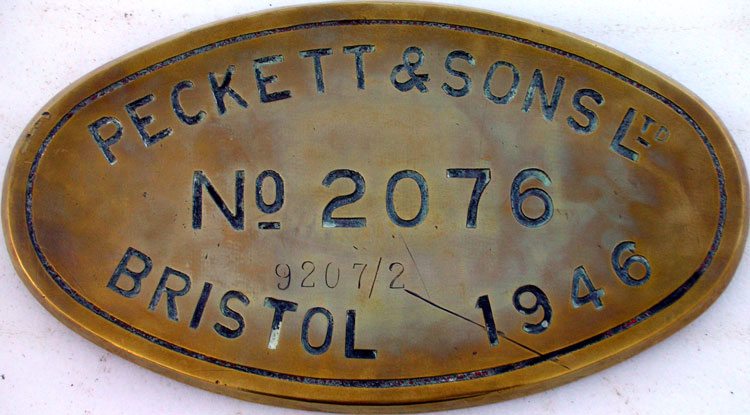 PECKETT & SONS LTD
No 2076
9207/2
BRISTOL 1946